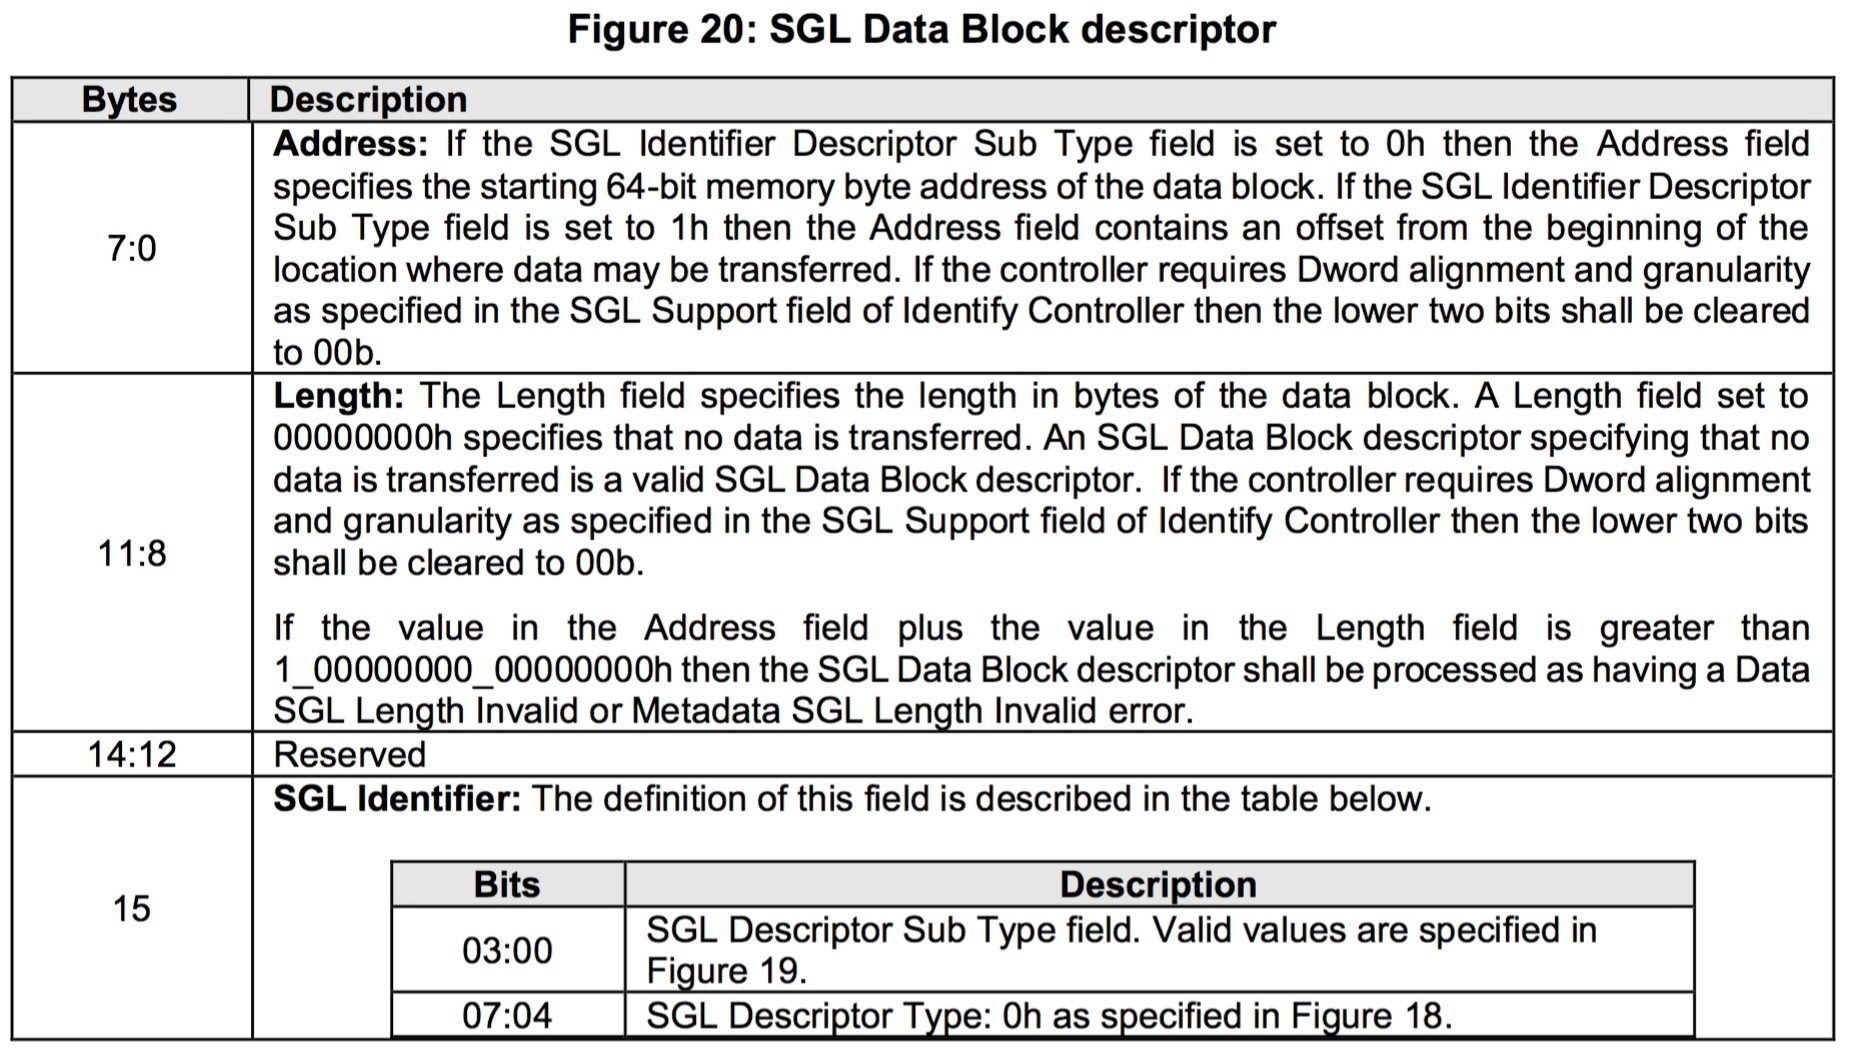 Figure 20: SGL Data Block descriptor
Bytes Description
7:0
Address: If the SGL Identifier Descriptor Sub Type field is set to 0h then the Address field
specifies the starting 64-bit memory byte address of the data block. If the SGL Identifier Descriptor
Sub Type field is set to 1h then the Address field contains an offset from the beginning of the
location where data may be transferred. If the controller requires Dword alignment and granularity
as specified in the SGL Support field of Identify Controller then the lower two bits shall be cleared
to 00b.
11:8
Length: The Length field specifies the length in bytes of the data block. A Length field set to
00000000h specifies that no data is transferred. An SGL Data Block descriptor specifying that no
data is transferred is a valid SGL Data Block descriptor. If the controller requires Dword alignment
and granularity as specified in the SGL Support field of Identify Controller then the lower two bits
shall be cleared to 00b.
If the value in the Address field plus the value in the Length field is greater than
1_00000000_00000000h then the SGL Data Block descriptor shall be processed as having a Data
SGL Length Invalid or Metadata SGL Length Invalid error.
14:12 Reserved
15
SGL Identifier: The definition of this field is described in the table below.
Bits Description
03:00
SGL Descriptor Sub Type field. Valid values are specified in
Figure 19.
07:04 SGL Descriptor Type: 0h as specified in Figure 18.